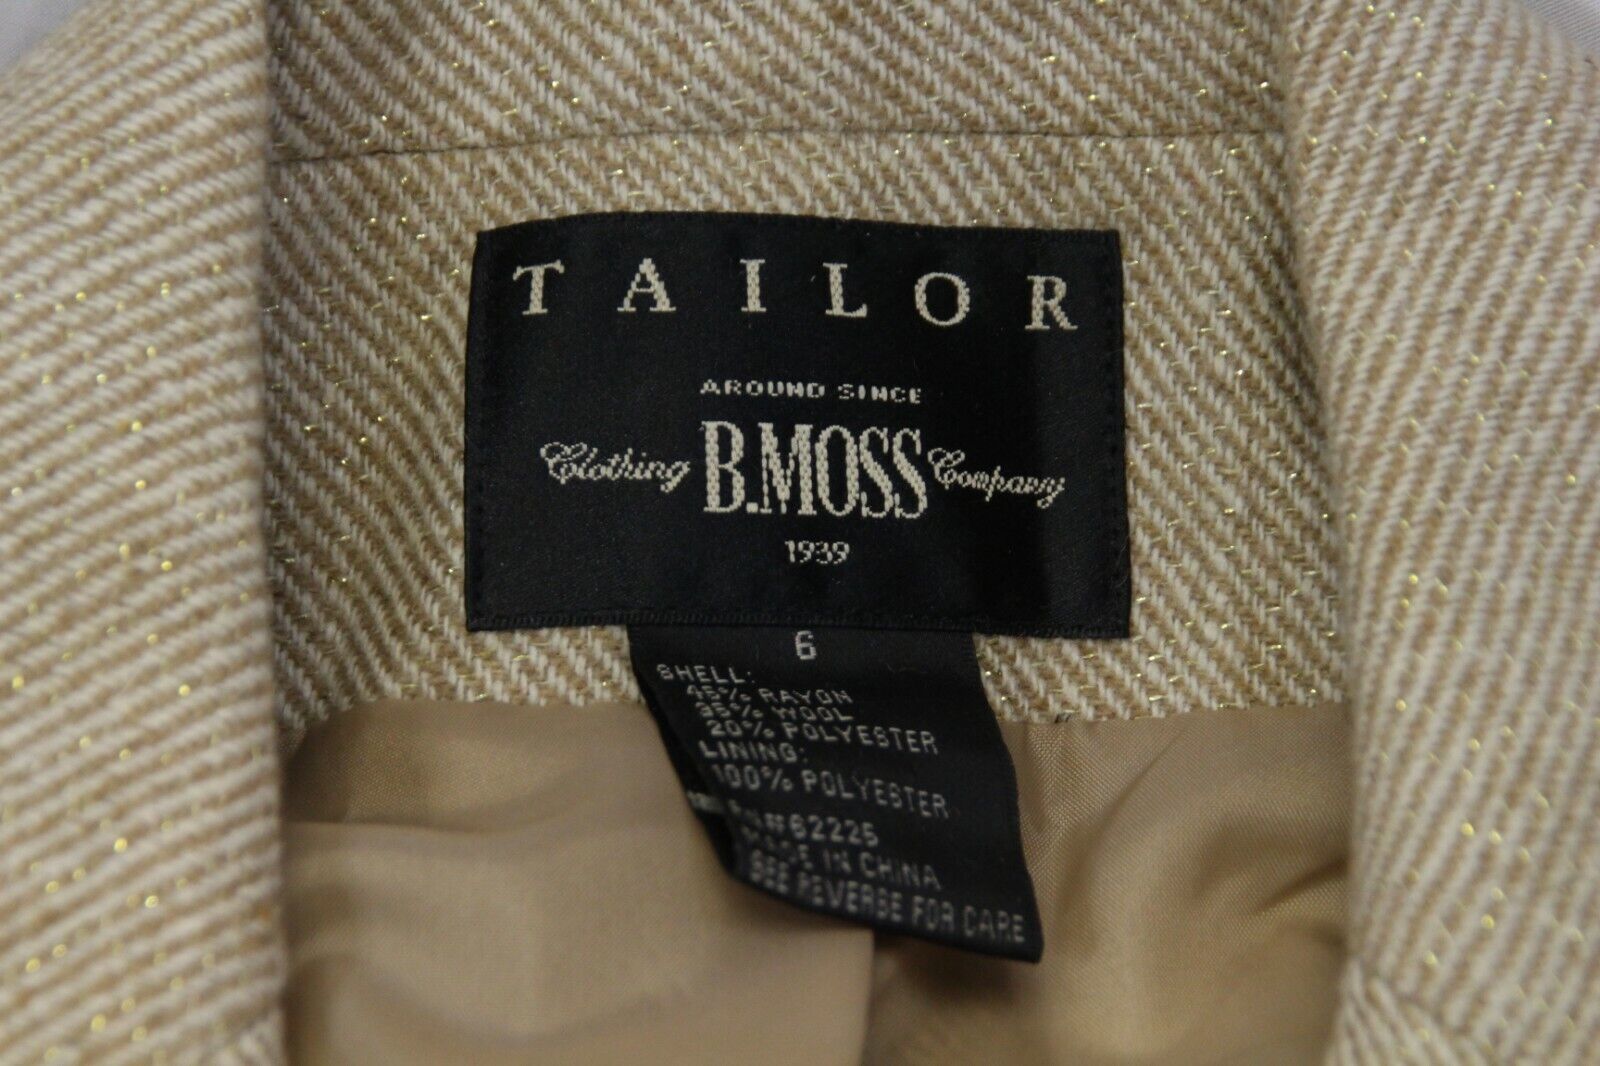 TAILOR
AROUND SINCE
Clothing B.MOSS Company
1939
6
SHELL:
45% RAYON
35% WOOL
20% POLYESTER
LINING:
100% POLYESTER
RN#62225
MADE IN CHINA
SEE REVERSE FOR CARE